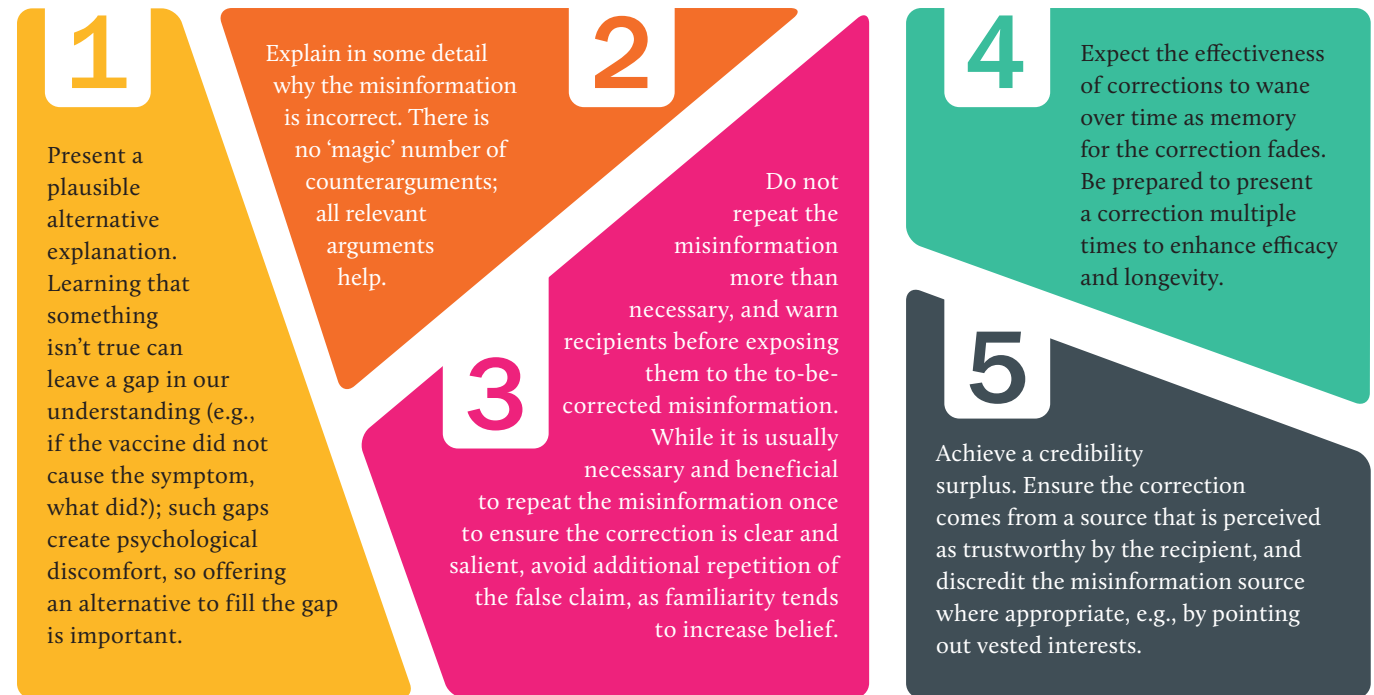 1
Present a
plausible
alternative
explanation.
Learning that
something
isn’t true can
leave a gap in our
understanding (e.g.,
if the vaccine did not
cause the symptom,
what did?); such gaps
create psychological
discomfort, so offering
an alternative to fill the gap
is important.
2
Explain in some detail
why the misinformation
is incorrect. There is
no ‘magic’ number of
counterarguments;
all relevant
arguments
help.
3
Do not
repeat the
misinformation
more than
necessary, and warn
recipients before exposing
them to the to-be-
corrected misinformation.
While it is usually
necessary and beneficial
to repeat the misinformation once
to ensure the correction is clear and
salient, avoid additional repetition of
the false claim, as familiarity tends
to increase belief.
4
Expect the effectiveness
of corrections to wane
over time as memory
for the correction fades.
Be prepared to present
a correction multiple
times to enhance efficacy
and longevity.
5
Achieve a credibility
surplus. Ensure the correction
comes from a source that is perceived
as trustworthy by the recipient, and
discredit the misinformation source
where appropriate, e.g., by pointing
out vested interests.